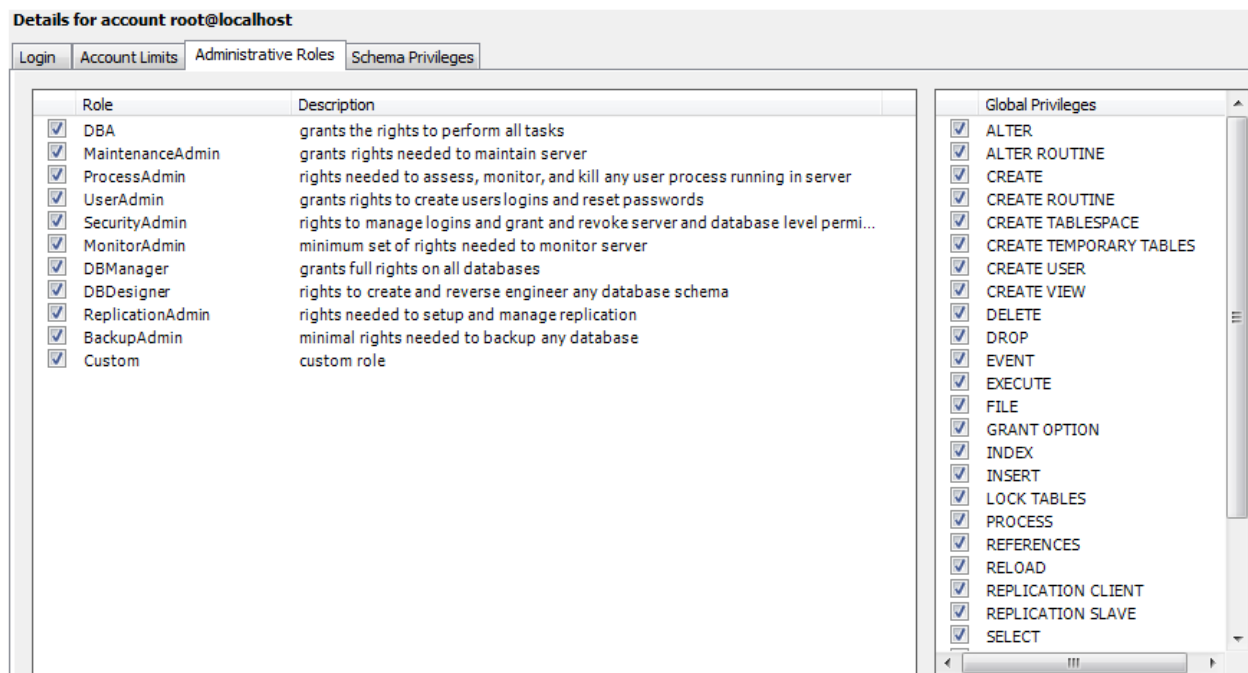 Details for account root@localhost
Login Account Limits Administrative Roles Schema Privileges
Role Description
DBA grants the rights to perform all tasks
MaintenanceAdmin grants rights needed to maintain server
ProcessAdmin rights needed to assess, monitor, and kill any user process running in server
UserAdmin grants rights to create users logins and reset passwords
SecurityAdmin rights to manage logins and grant and revoke server and database level permi...
MonitorAdmin minimum set of rights needed to monitor server
DBManager grants full rights on all databases
DBDesigner rights to create and reverse engineer any database schema
ReplicationAdmin rights needed to setup and manage replication
BackupAdmin minimal rights needed to backup any database
Custom custom role
Global Privileges
ALTER
ALTER ROUTINE
CREATE
CREATE ROUTINE
CREATE TABLESPACE
CREATE TEMPORARY TABLES
CREATE USER
CREATE VIEW
DELETE
DROP
EVENT
EXECUTE
FILE
GRANT OPTION
INDEX
INSERT
LOCK TABLES
PROCESS
REFERENCES
RELOAD
REPLICATION CLIENT
REPLICATION SLAVE
SELECT